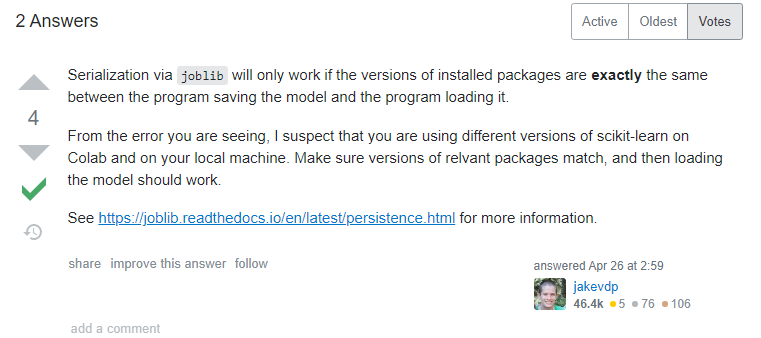 2 Answers
Active Oldest Votes
Serialization via joblib will only work if the versions of installed packages are exactly the same
between the program saving the model and the program loading it.
4
From the error you are seeing, I suspect that you are using different versions of scikit-learn on
Colab and on your local machine. Make sure versions of relvant packages match, and then loading
the model should work.
See https://joblib.readthedocs.io/en/latest/persistence.html for more information.
share improve this answer follow
answered Apr 26 at 2:59
jakevdp
46.4k 5 76 106
add a comment